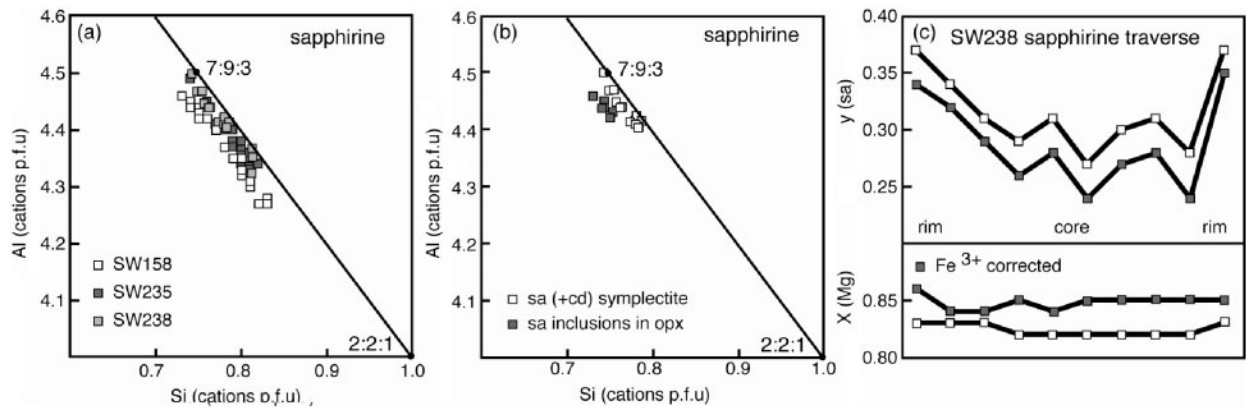 (a)
sapphirine
4.6
4.5
4.4
4.3
4.2
4.1
Al (cations p.f.u)
7:9:3
SW158
SW235
SW238
2:2:1
0.7
0.8
0.9
1.0
Si (cations p.f.u)
(b)
sapphirine
4.6
4.5
4.4
4.3
4.2
4.1
Al (cations p.f.u)
7:9:3
sa (+cd) symplectite
sa inclusions in opx
2:2:1
0.7
0.8
0.9
1.0
Si (cations p.f.u)
(c) SW238 sapphirine traverse
0.40
0.35
0.30
0.25
y (sa)
rim
core
rim
Fe 3+ corrected
X (Mg)
0.85
0.80